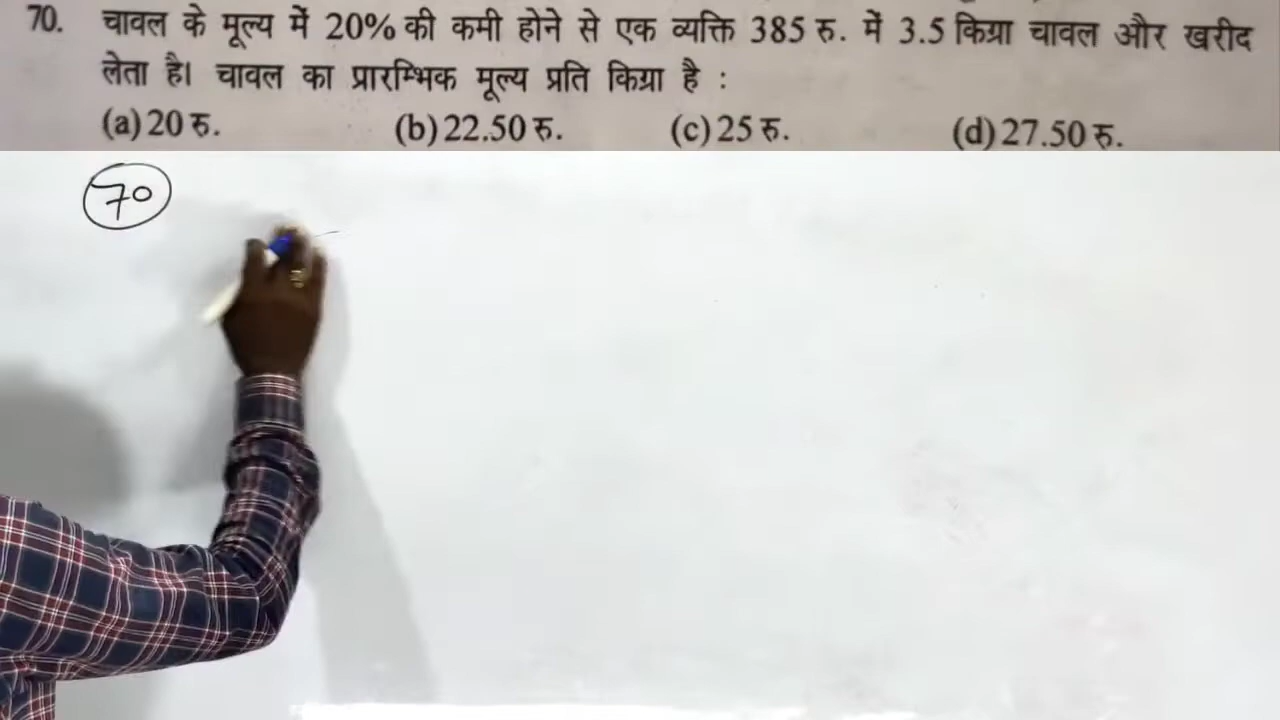 70. चावल के मूल्य में 20% की कमी होने से एक व्यक्ति 385 रु. में 3.5 किग्रा चावल और खरीद
लेता है। चावल का प्रारम्भिक मूल्य प्रति किग्रा है :
(a) 20 रु. (b) 22.50 रु. (c) 25 रु. (d) 27.50 रु.
70